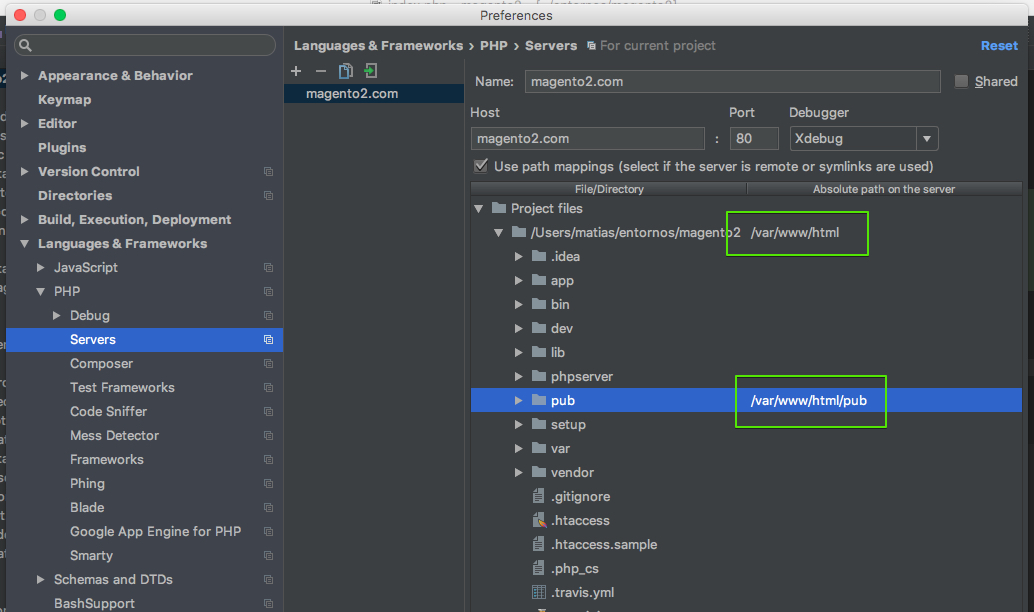 Preferences
Languages & Frameworks › PHP › Servers For current project Reset
Appearance & Behavior
Keymap
Editor
Plugins
Version Control
Directories
Build, Execution, Deployment
Languages & Frameworks
JavaScript
PHP
Debug
Servers
Composer
Test Frameworks
Code Sniffer
Mess Detector
Frameworks
Phing
Blade
Google App Engine for PHP
Smarty
Schemas and DTDs
BashSupport
magento2.com
Name: magento2.com Shared
Host Port Debugger
magento2.com : 80 Xdebug
Use path mappings (select if the server is remote or symlinks are used)
File/Directory Absolute path on the server
Project files
/Users/matias/entornos/magento2 /var/www/html
.idea
app
bin
dev
lib
phpserver
pub /var/www/html/pub
setup
var
vendor
.gitignore
.htaccess
.htaccess.sample
.php_cs
.travis.yml